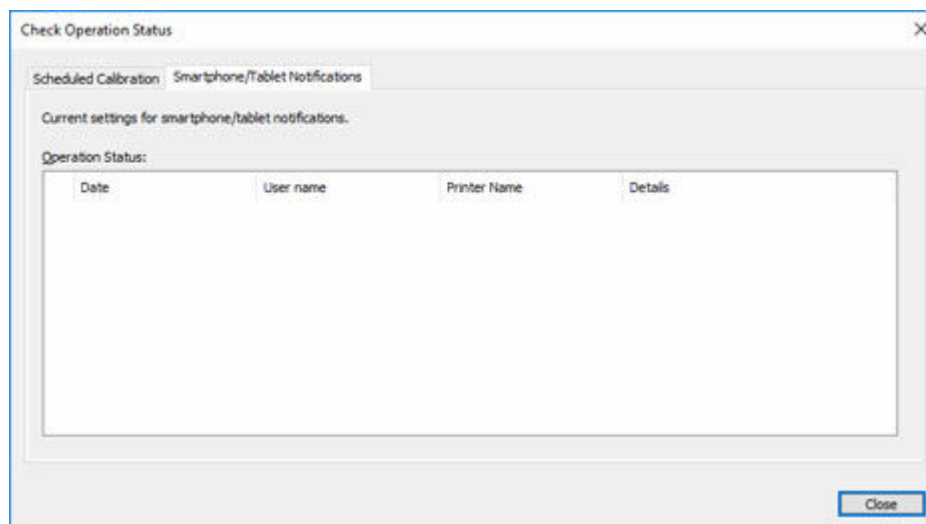 Check Operation Status
Scheduled Calibration Smartphone/Tablet Notifications
Current settings for smartphone/tablet notifications.
Operation Status:
Date User name Printer Name Details
Close